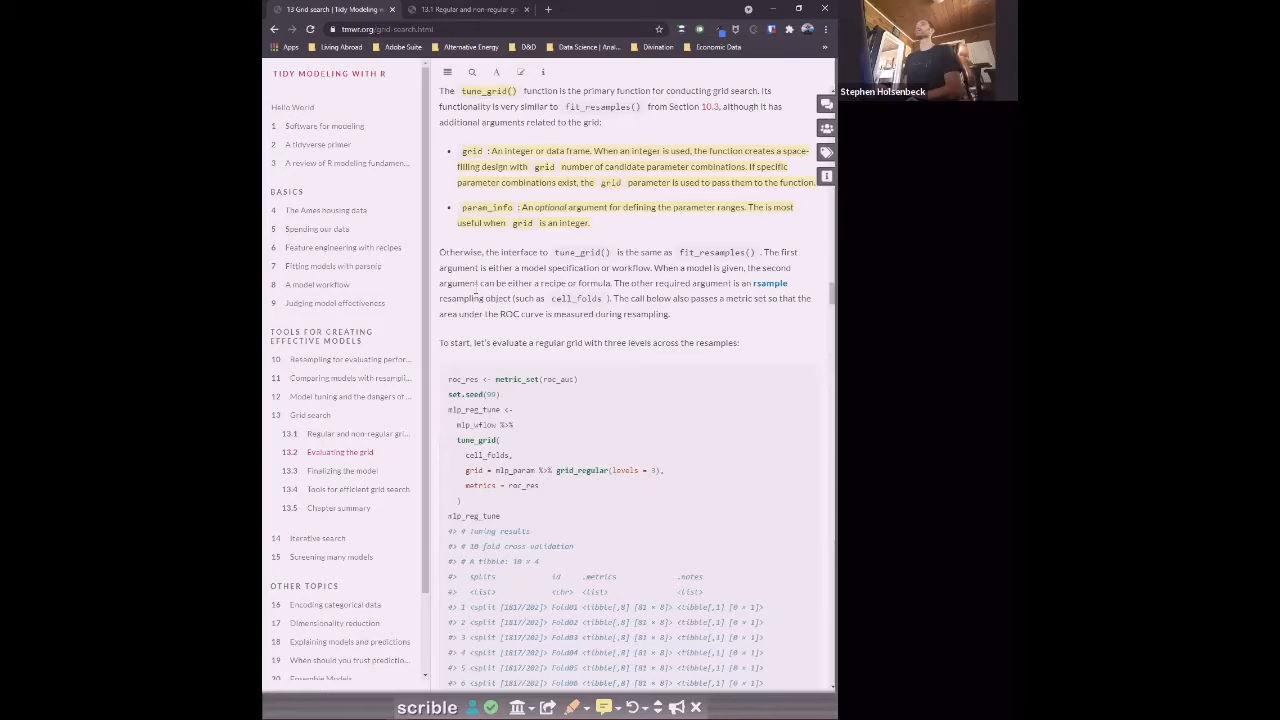 13 Grid search | Tidy Modeling w
13.1 Regular and non-regular gr
tmwr.org/grid-search.html
Apps
Living Abroad
Adobe Suite
Alternative Energy
D&D
Data Science | Anal...
Divination
Economic Data
»
Stephen Holsenbeck
TIDY MODELING WITH R
Hello World
1 Software for modeling
2 A tidyverse primer
3 A review of R modeling fundamen...
BASICS
4 The Ames housing data
5 Spending our data
6 Feature engineering with recipes
7 Fitting models with parsnip
8 A model workflow
9 Judging model effectiveness
TOOLS FOR CREATING
EFFECTIVE MODELS
10 Resampling for evaluating perfor...
11 Comparing models with resampli...
12 Model tuning and the dangers of ...
13 Grid search
13.1 Regular and non-regular gri...
13.2 Evaluating the grid
13.3 Finalizing the model
13.4 Tools for efficient grid search
13.5 Chapter summary
14 Iterative search
15 Screening many models
OTHER TOPICS
16 Encoding categorical data
17 Dimensionality reduction
18 Explaining models and predictions
19 When should you trust predictio...
20 Ensemble Models
The tune_grid() function is the primary function for conducting grid search. Its
functionality is very similar to fit_resamples() from Section 10.3, although it has
additional arguments related to the grid:
• grid : An integer or data frame. When an integer is used, the function creates a space-
filling design with grid number of candidate parameter combinations. If specific
parameter combinations exist, the grid parameter is used to pass them to the function.
• param_info : An optional argument for defining the parameter ranges. The is most
useful when grid is an integer.
Otherwise, the interface to tune_grid() is the same as fit_resamples() . The first
argument is either a model specification or workflow. When a model is given, the second
argument can be either a recipe or formula. The other required argument is an rsample
resampling object (such as cell_folds ). The call below also passes a metric set so that the
area under the ROC curve is measured during resampling.
To start, let's evaluate a regular grid with three levels across the resamples:
roc_res <- metric_set(roc_auc)
set.seed(99)
mlp_reg_tune <-
mlp_wflow %>%
tune_grid(
cell_folds,
grid = mlp_param %>% grid_regular(levels = 3),
metrics = roc_res
)
mlp_reg_tune
#> # Tuning results
#> # 10-fold cross-validation
#> # A tibble: 10 × 4
#> splits id .metrics .notes
#> <list> <chr> <list> <list>
#> 1 <split [1817/202]> Fold01 <tibble[,8] [81 × 8]> <tibble[,1] [0 × 1]>
#> 2 <split [1817/202]> Fold02 <tibble[,8] [81 × 8]> <tibble[,1] [0 × 1]>
#> 3 <split [1817/202]> Fold03 <tibble[,8] [81 × 8]> <tibble[,1] [0 × 1]>
#> 4 <split [1817/202]> Fold04 <tibble[,8] [81 × 8]> <tibble[,1] [0 × 1]>
#> 5 <split [1817/202]> Fold05 <tibble[,8] [81 × 8]> <tibble[,1] [0 × 1]>
#> 6 <split [1817/202]> Fold06 <tibble[,8] [81 × 8]> <tibble[,1] [0 × 1]>
scrible